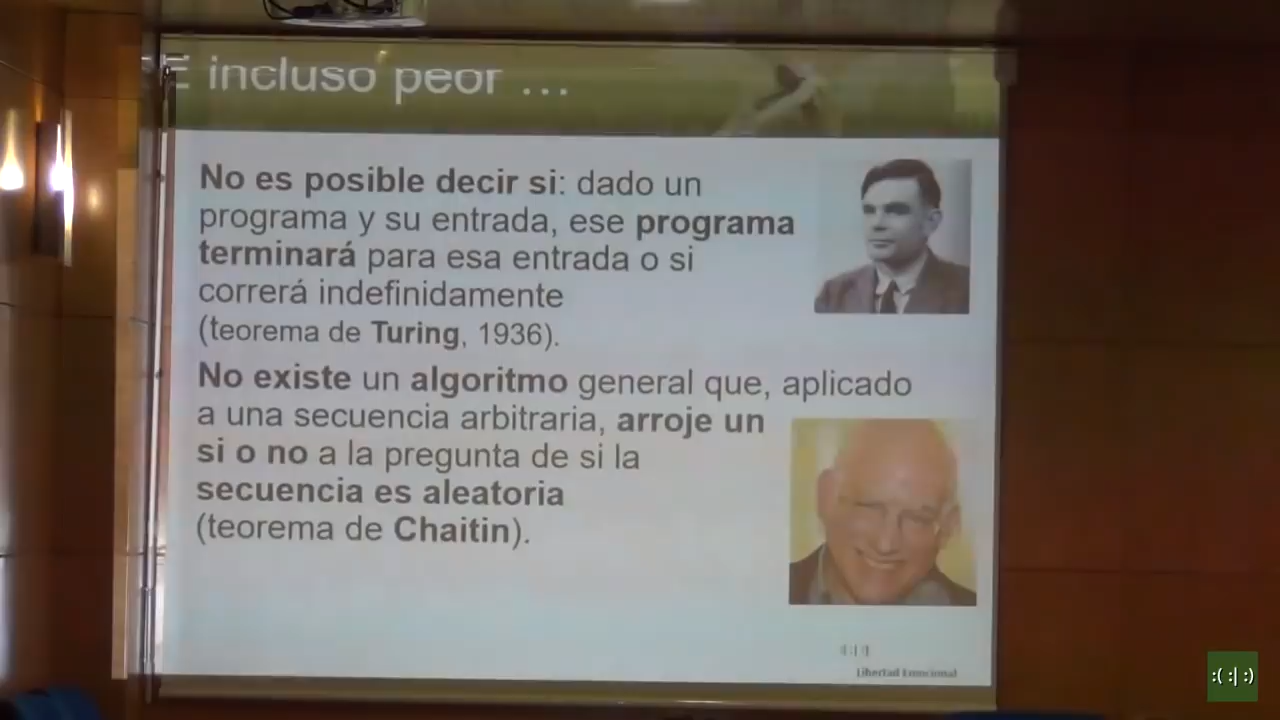 E incluso peor ...
No es posible decir si: dado un
programa y su entrada, ese programa
terminará para esa entrada o si
correrá indefinidamente
(teorema de Turing, 1936).
No existe un algoritmo general que, aplicado
a una secuencia arbitraria, arroje un
si o no a la pregunta de si la
secuencia es aleatoria
(teorema de Chaitin).
Libertad Emocional
:( :| :)